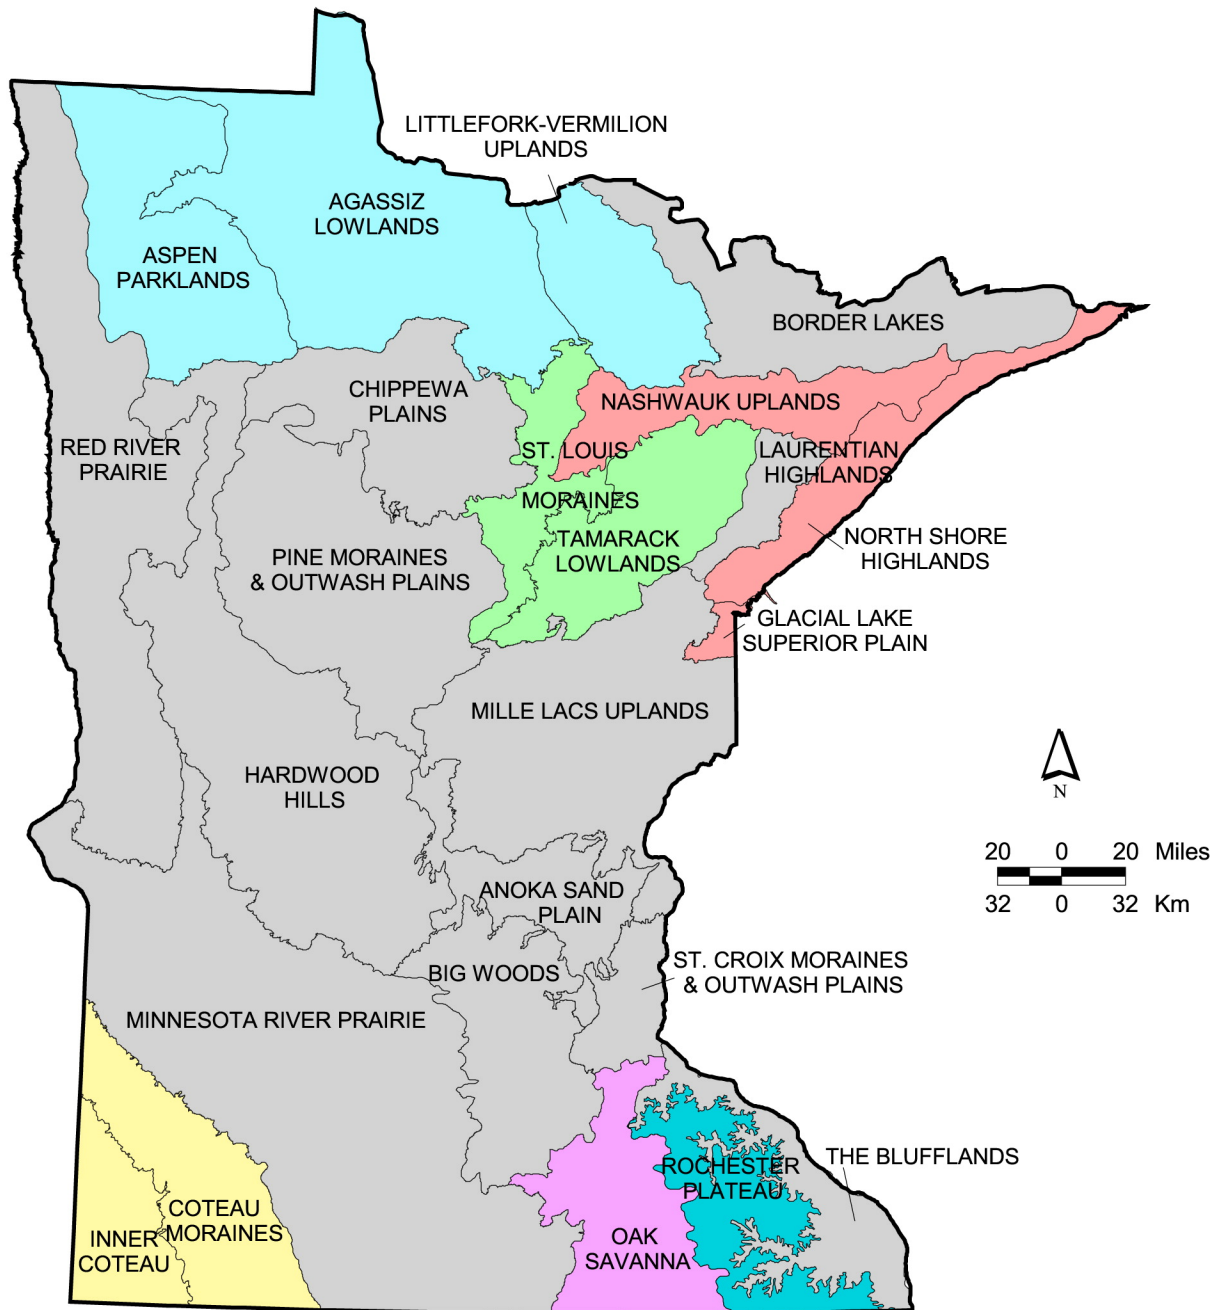 LITTLEFORK-VERMILION
UPLANDS
AGASSIZ
LOWLANDS
ASPEN
PARKLANDS
BORDER LAKES
CHIPPEWA
PLAINS
NASHWAUK UPLANDS
RED RIVER
PRAIRIE
ST. LOUIS
MORAINES
LAURENTIAN
HIGHLANDS
TAMARACK
LOWLANDS
NORTH SHORE
HIGHLANDS
PINE MORAINES
& OUTWASH PLAINS
GLACIAL LAKE
SUPERIOR PLAIN
MILLE LACS UPLANDS
HARDWOOD
HILLS
N
20 0 20 Miles
32 0 32 Km
ANOKA SAND
PLAIN
BIG WOODS
ST. CROIX MORAINES
& OUTWASH PLAINS
MINNESOTA RIVER PRAIRIE
THE BLUFFLANDS
ROCHESTER
PLATEAU
COTEAU
MORAINES
INNER
COTEAU
OAK
SAVANNA